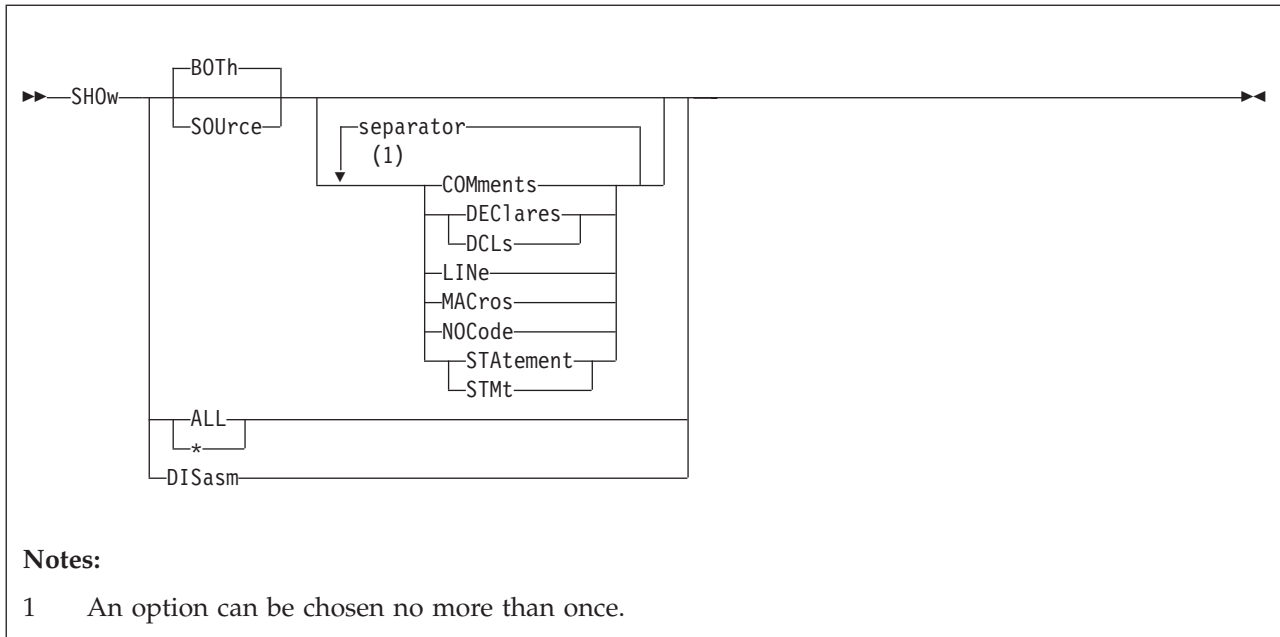 BOTh
SHOw
SOUrce
separator
(1)
COMments
DEClares
DCLs
LINe
MACros
NOCode
STAtement
STMt
ALL
*
DISasm
Notes:
1 An option can be chosen no more than once.